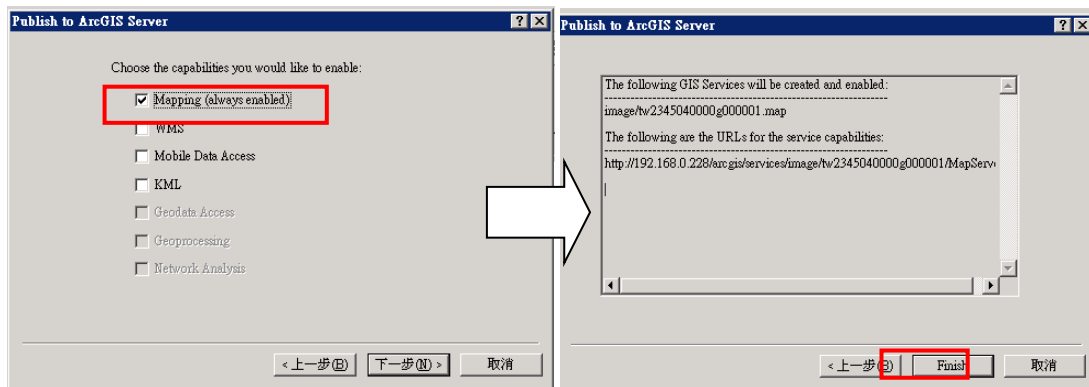 Publish to ArcGIS Server
Choose the capabilities you would like to enable:
Mapping (always enabled)
WMS
Mobile Data Access
KML
Geodata Access
Geoprocessing
Network Analysis
<上一步(B)
下一步(N)>
取消
Publish to ArcGIS Server
The following GIS Services will be created and enabled:
image/tw2345040000g000001.map
The following are the URLs for the service capabilities:
http://192.168.0.228/arcgis/services/image/tw2345040000g000001/MapServ
<上一步(B)
Finish
取消